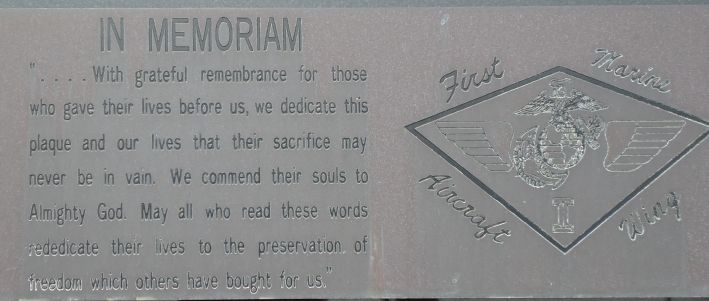 IN MEMORIAM
". . . . With grateful remembrance for those
who gave their lives before us, we dedicate this
plaque and our lives that their sacrifice may
never be in vain. We commend their souls to
Almighty God. May all who read these words
rededicate their lives to the preservation of
freedom which others have bought for us."
First Marine
Aircraft Wing
I